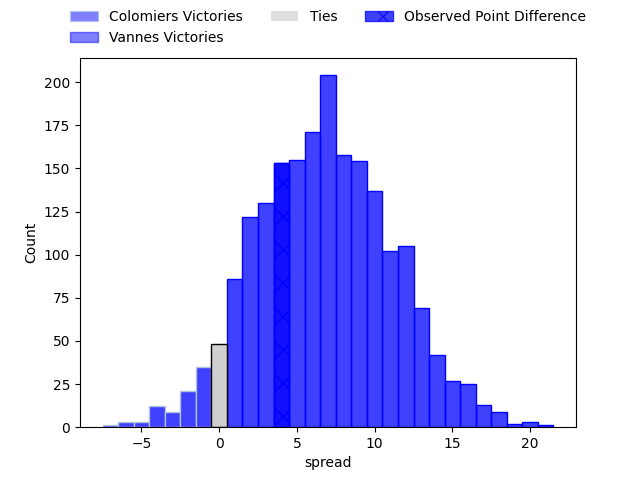 Colomiers Victories
Ties
Observed Point Difference
Vannes Victories
200
175
150
125
100
75
50
25
0
Count
−5
0
5
10
15
20
spread